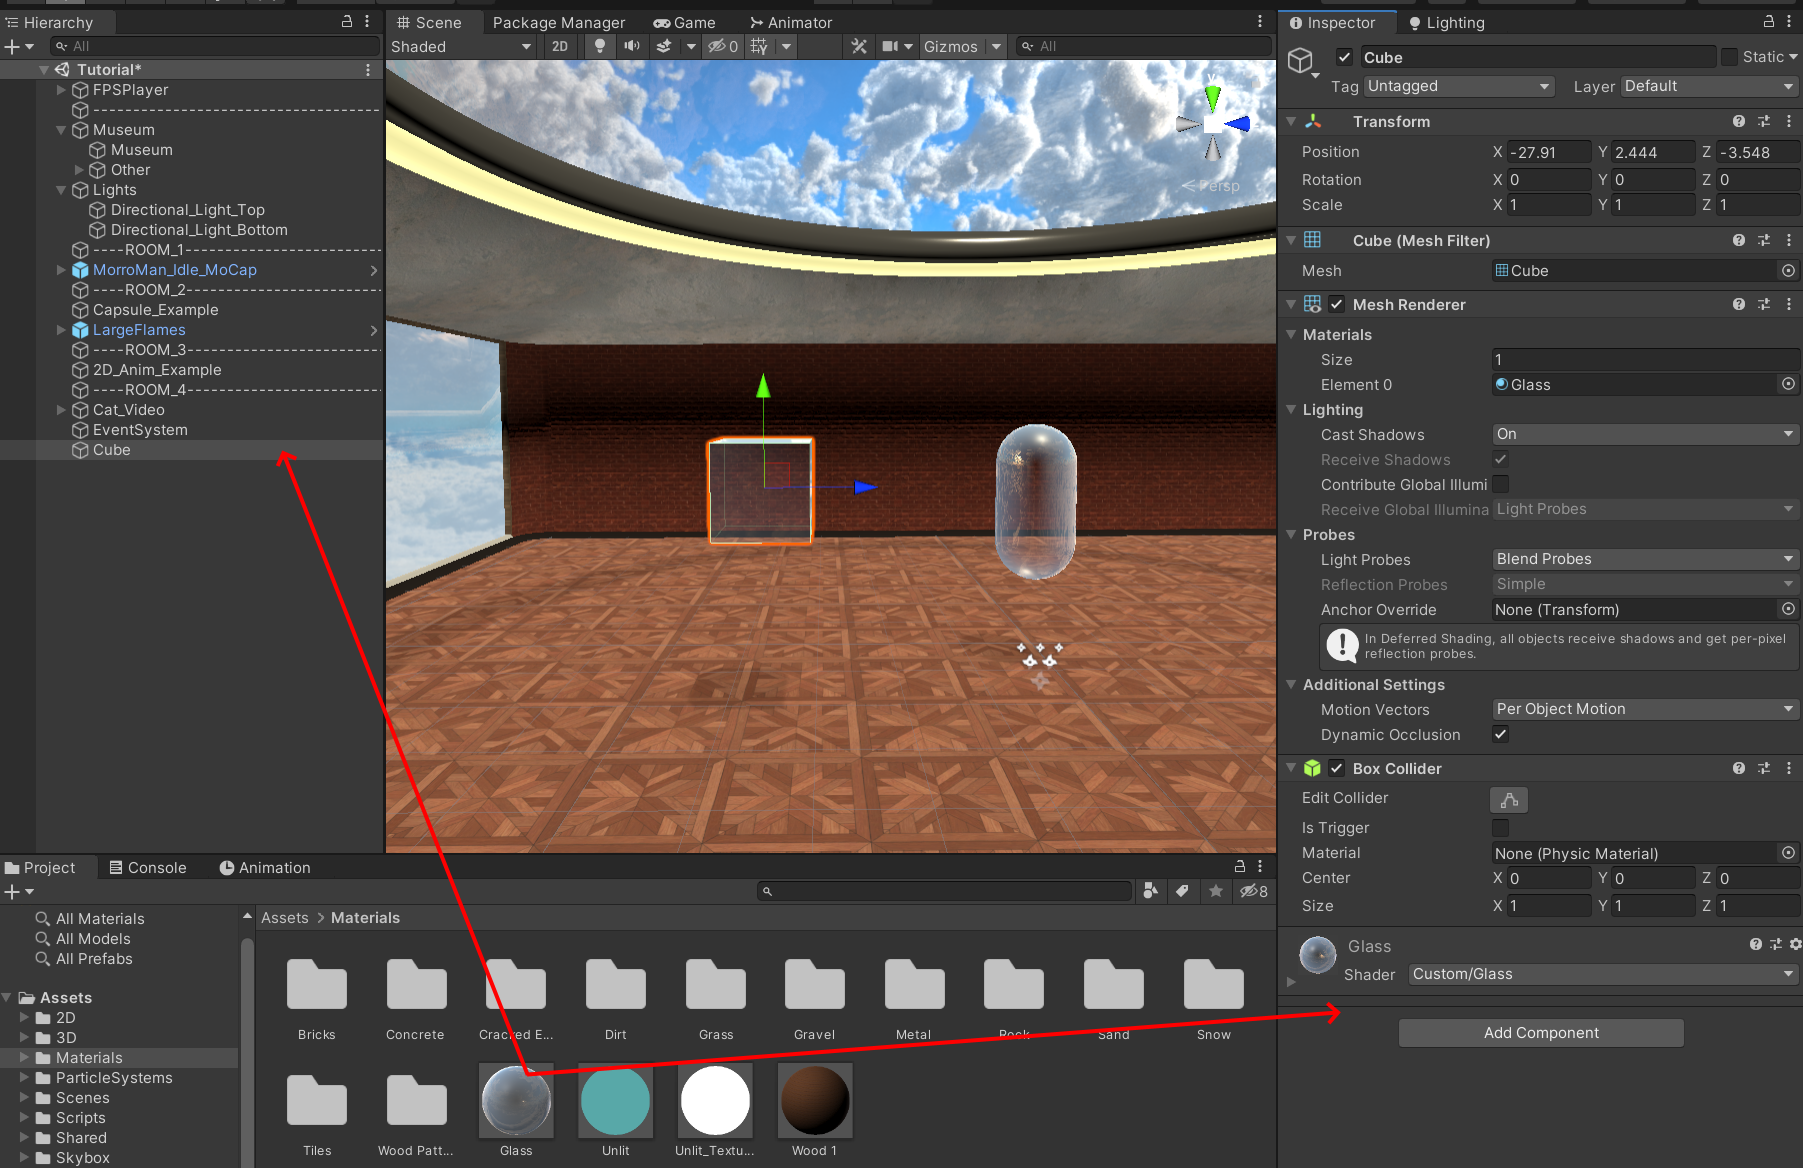 Hierarchy
All
Tutorial*
FPSPlayer
--------------------------------
Museum
Museum
Other
Lights
Directional_Light_Top
Directional_Light_Bottom
----ROOM_1----------------------
MorroMan_Idle_MoCap
----ROOM_2----------------------
Capsule_Example
LargeFlames
----ROOM_3----------------------
2D_Anim_Example
----ROOM_4----------------------
Cat_Video
EventSystem
Cube
Scene
Package Manager
Game
Animator
Shaded
2D
0
Gizmos
All
y
Persp
Inspector
Lighting
Cube
Static
Tag Untagged
Layer Default
Transform
Position X -27.91 Y 2.444 Z -3.548
Rotation X 0 Y 0 Z 0
Scale X 1 Y 1 Z 1
Cube (Mesh Filter)
Mesh Cube
Mesh Renderer
Materials
Size 1
Element 0 Glass
Lighting
Cast Shadows On
Receive Shadows
Contribute Global Illumi
Receive Global Illumina Light Probes
Probes
Light Probes Blend Probes
Reflection Probes Simple
Anchor Override None (Transform)
In Deferred Shading, all objects receive shadows and get per-pixel
reflection probes.
Additional Settings
Motion Vectors Per Object Motion
Dynamic Occlusion
Box Collider
Edit Collider
Is Trigger
Material None (Physic Material)
Center X 0 Y 0 Z 0
Size X 1 Y 1 Z 1
Glass
Shader Custom/Glass
Add Component
Project
Console
Animation
8
All Materials
All Models
All Prefabs
Assets
2D
3D
Materials
ParticleSystems
Scenes
Scripts
Shared
Skybox
Assets > Materials
Bricks
Concrete
Cracked E...
Dirt
Grass
Gravel
Metal
Rock
Sand
Snow
Tiles
Wood Patt...
Glass
Unlit
Unlit_Textu...
Wood 1